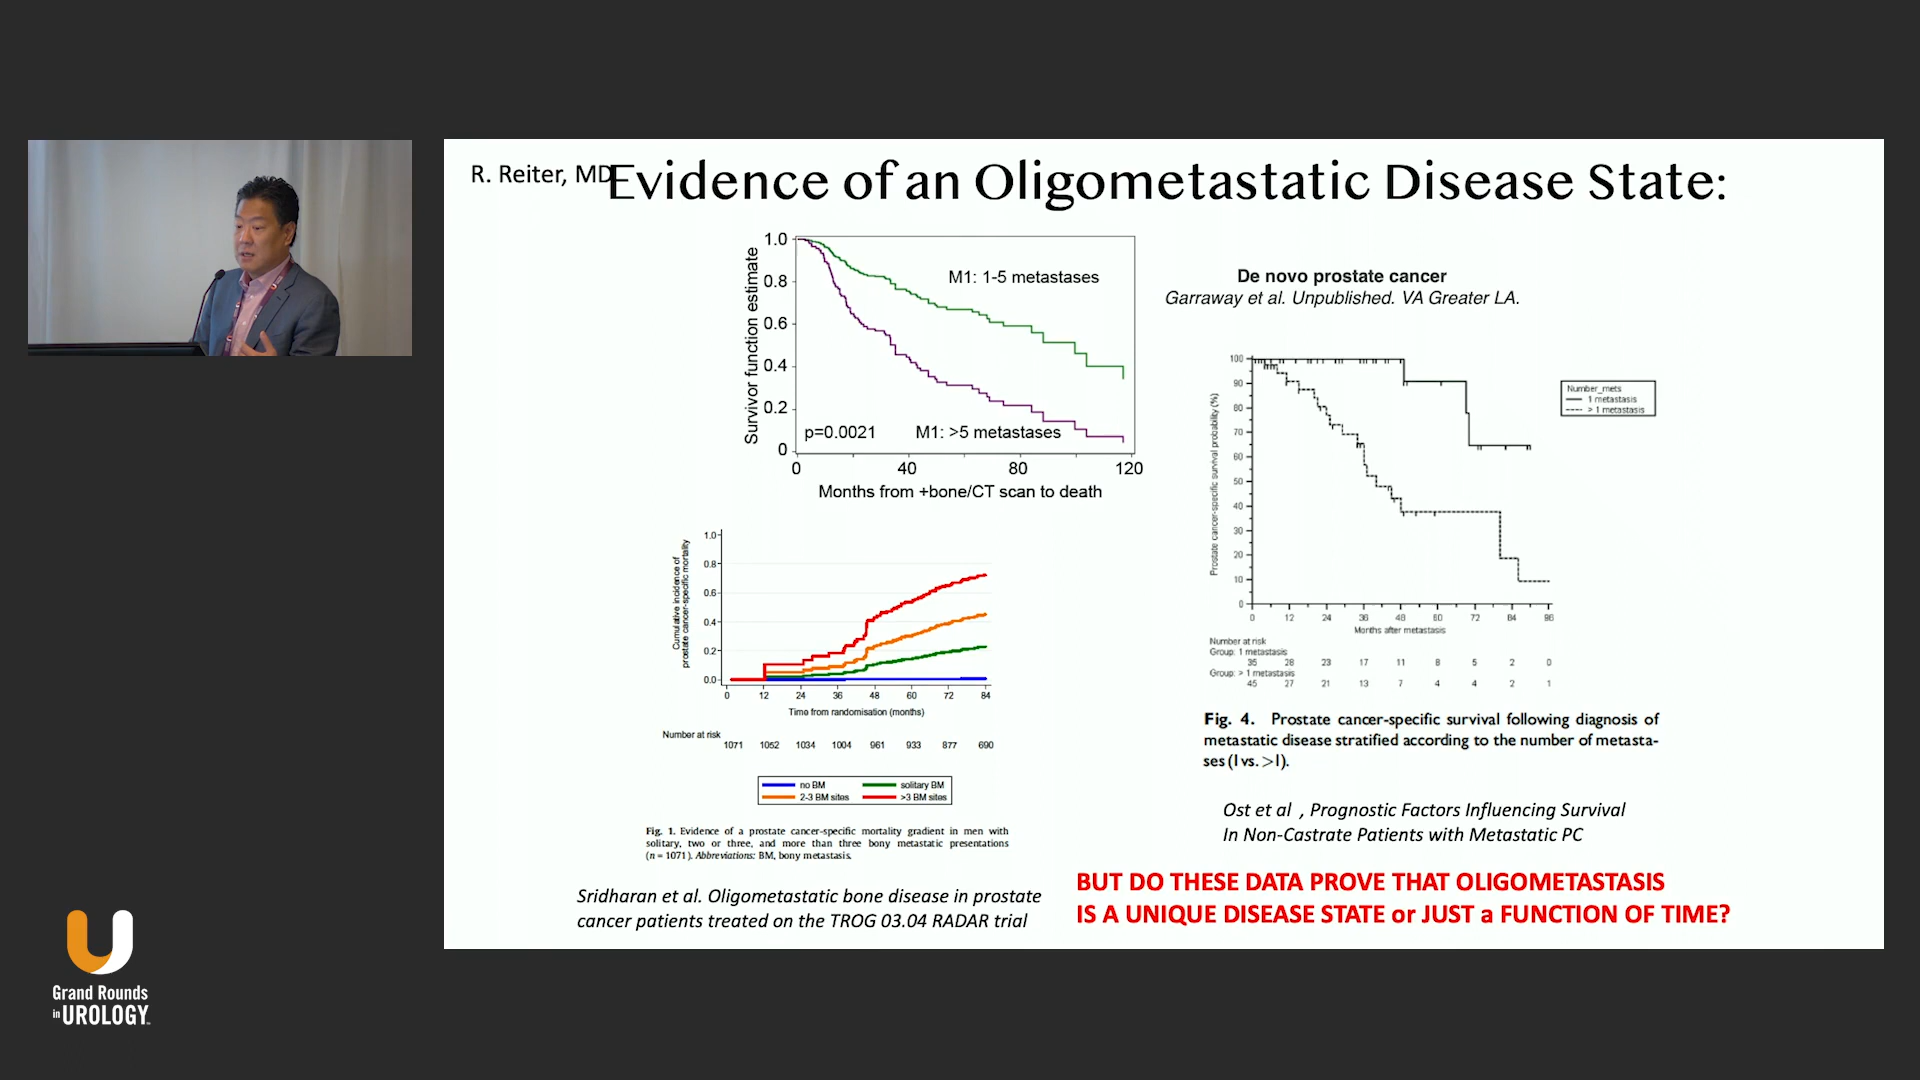 R. Reiter, MD
Evidence of an Oligometastatic Disease State:
Survivor function estimate
1.0
0.8
0.6
0.4
0.2
0
M1: 1-5 metastases
p=0.0021
M1: >5 metastases
0 40 80 120
Months from +bone/CT scan to death
De novo prostate cancer
Garraway et al. Unpublished. VA Greater LA.
Cumulative incidence of
prostate cancer-specific mortality
1.0
0.8
0.6
0.4
0.2
0.0
0 12 24 36 48 60 72 84
Time from randomisation (months)
Number at risk
1071 1052 1034 1004 961 933 877 690
no BM solitary BM
2-3 BM sites >3 BM sites
Fig. 1. Evidence of a prostate cancer-specific mortality gradient in men with
solitary, two or three, and more than three bony metastatic presentations
(n = 1071). Abbreviations: BM, bony metastasis.
Sridharan et al. Oligometastatic bone disease in prostate
cancer patients treated on the TROG 03.04 RADAR trial
Prostate cancer-specific survival probability (%)
100
90
80
70
60
50
40
30
20
10
0
Number_mets
1 metastasis
> 1 metastasis
0 12 24 36 48 60 72 84 96
Months after metastasis
Number at risk
Group: 1 metastasis
35 28 23 17 11 8 5 2 0
Group: > 1 metastasis
45 27 21 13 7 4 4 2 1
Fig. 4. Prostate cancer-specific survival following diagnosis of
metastatic disease stratified according to the number of metasta-
ses (1 vs. >1).
Ost et al , Prognostic Factors Influencing Survival
In Non-Castrate Patients with Metastatic PC
BUT DO THESE DATA PROVE THAT OLIGOMETASTASIS
IS A UNIQUE DISEASE STATE or JUST a FUNCTION OF TIME?
Grand Rounds
in UROLOGY